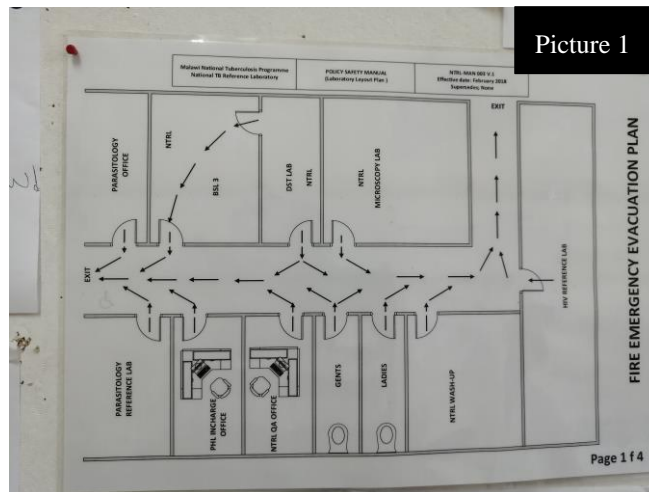 Picture 1
Malawi National Tuberculosis Programme
National TB Reference Laboratory
POLICY SAFETY MANUAL
(Laboratory Layout Plan )
Effective date: February 2018
EXIT
PARASITOLOGY
OFFICE
NTRL
BSL 3
DST LAB
NTRL
NTRL
MICROSCOPY LAB
EXIT
HIV REFERENCE LAB
PARASITOLOGY
REFERENCE LAB
PHL INCHARGE
OFFICE
NTRL QA OFFICE
GENTS
LADIES
NTRL WASH-UP
FIRE EMERGENCY EVACUATION PLAN
Page 1 f 4